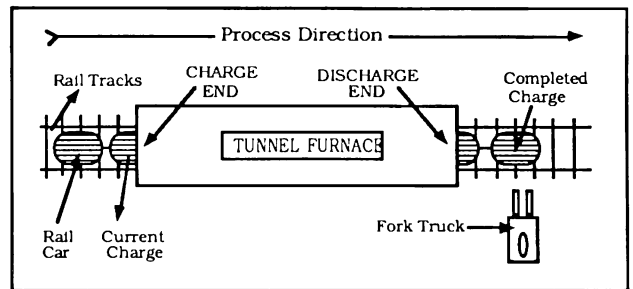 Process Direction
Rail Tracks
CHARGE
END
DISCHARGE
END
Completed
Charge
TUNNEL FURNACE
Rail
Car
Current
Charge
Fork Truck